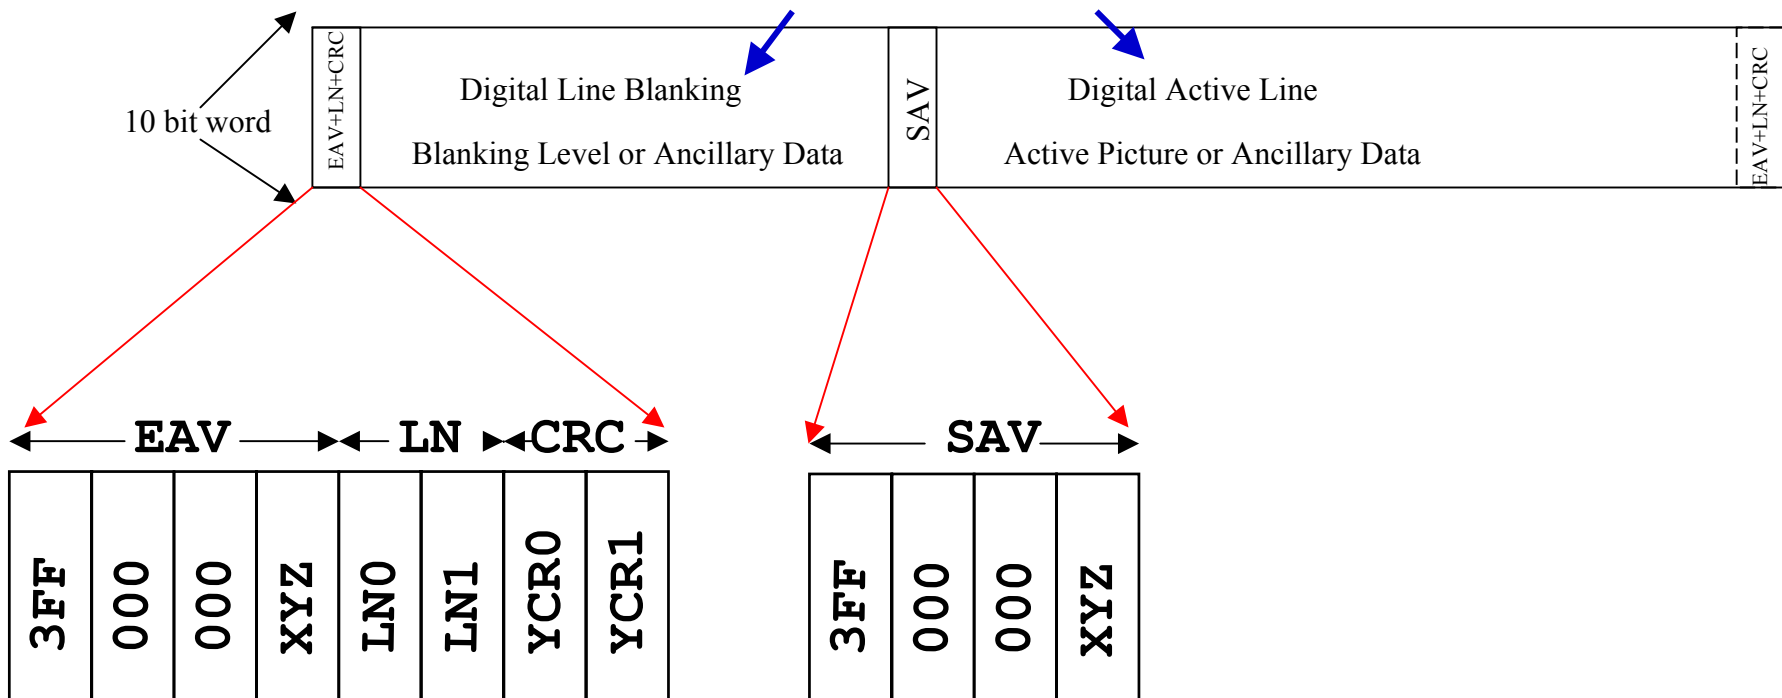 EAV+LN+CRC
Digital Line Blanking
Blanking Level or Ancillary Data
SAV
Digital Active Line
Active Picture or Ancillary Data
EAV+LN+CRC
10 bit word
EAV LN CRC
SAV
3FF 000 000 XYZ LN0 LN1 YCR0 YCR1
3FF 000 000 XYZ